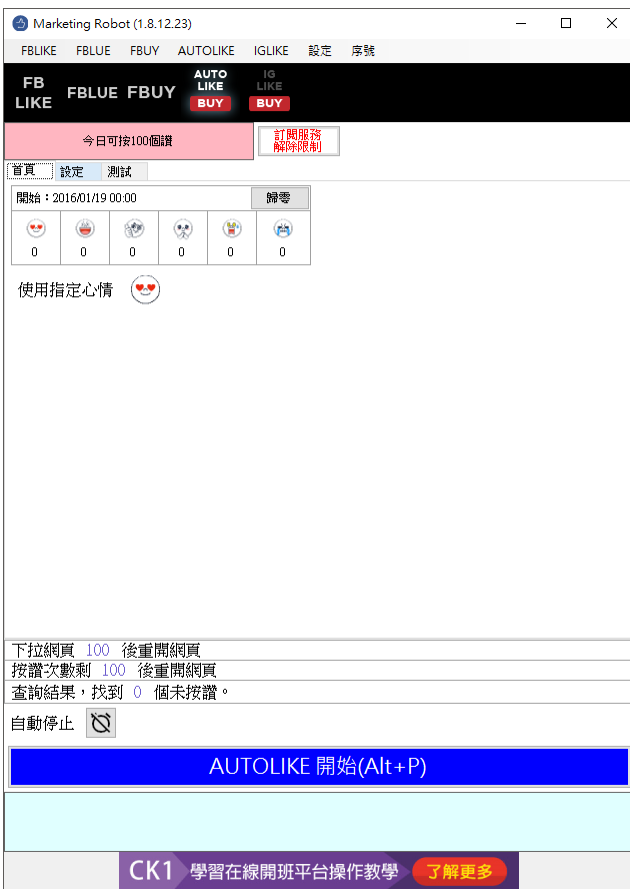 Marketing Robot (1.8.12.23)
FBLIKE FBLUE FBUY AUTOLIKE IGLIKE 設定 序號
FB LIKE
FBLUE
FBUY
AUTO LIKE
BUY
IG LIKE
BUY
今日可按100個讚
訂閱服務
解除限制
首頁 設定 測試
開始：2016/01/19 00:00 歸零
0 0 0 0 0 0
使用指定心情
下拉網頁 100 後重開網頁
按讚次數剩 100 後重開網頁
查詢結果，找到 0 個未按讚。
自動停止
AUTOLIKE 開始(Alt+P)
CK1 學習在線開班平台操作教學 了解更多